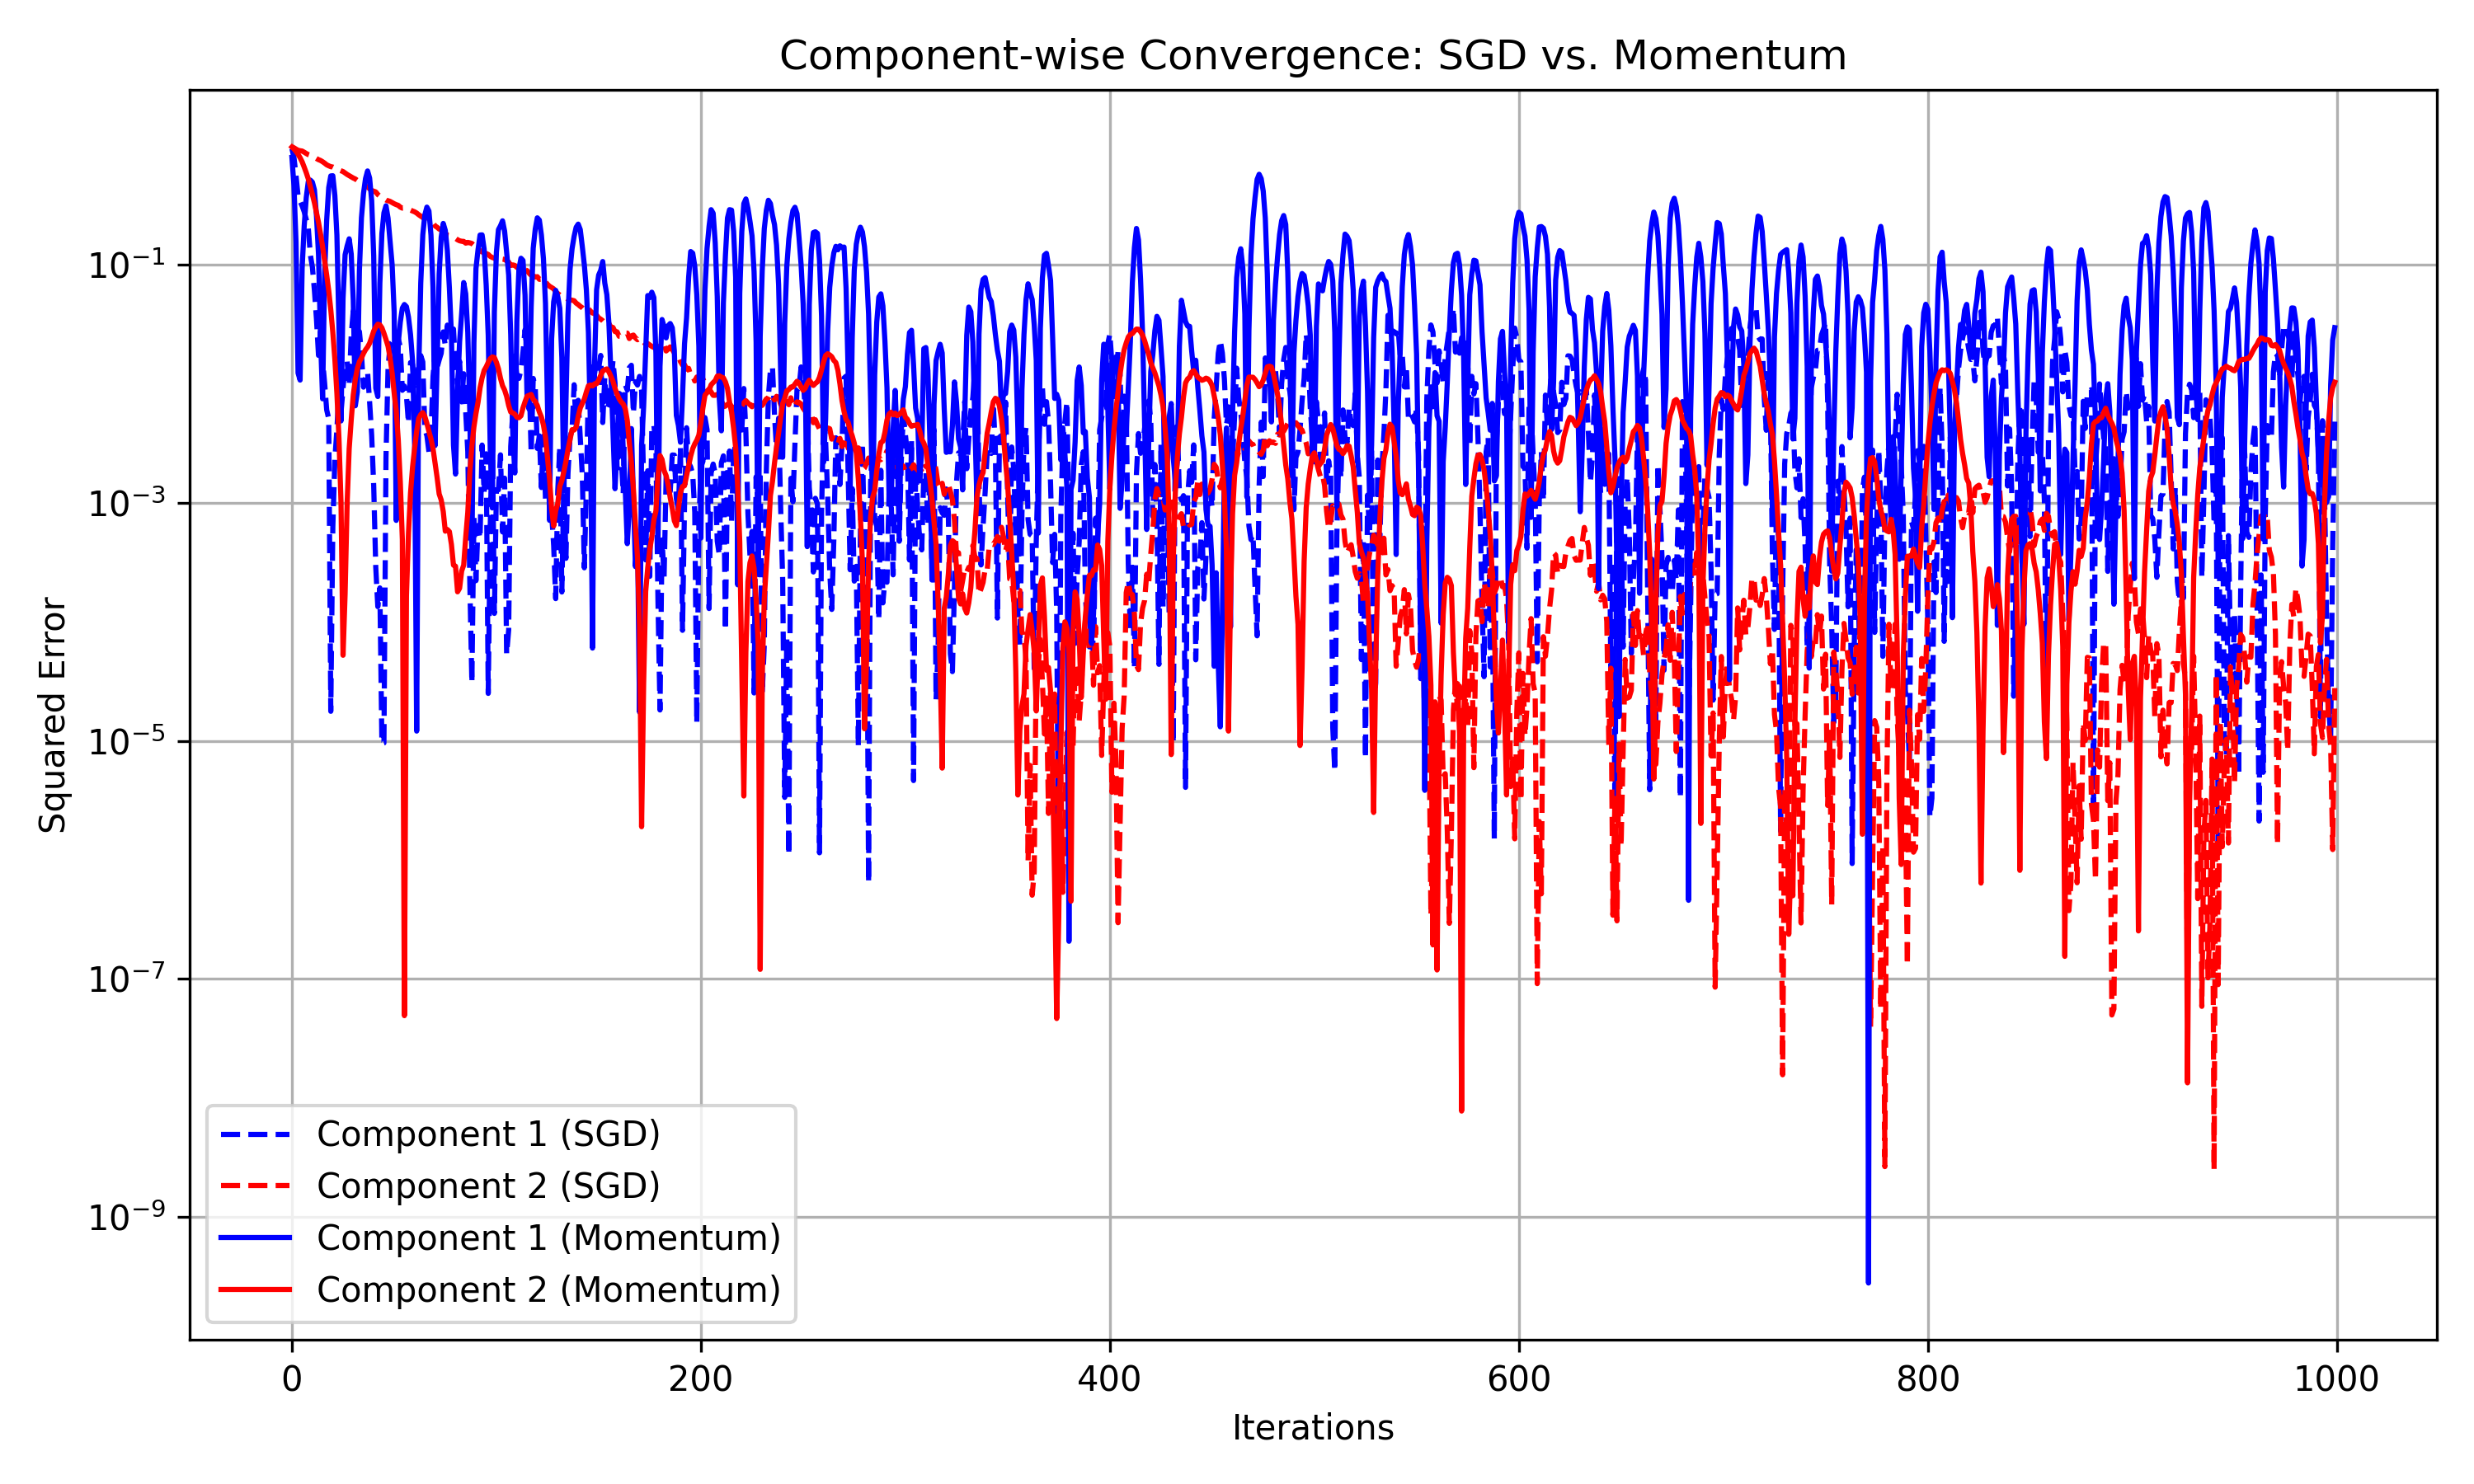 Component-wise Convergence: SGD vs. Momentum
Squared Error
10⁻¹
10⁻³
10⁻⁵
10⁻⁷
10⁻⁹
Component 1 (SGD)
Component 2 (SGD)
Component 1 (Momentum)
Component 2 (Momentum)
0 200 400 600 800 1000
Iterations